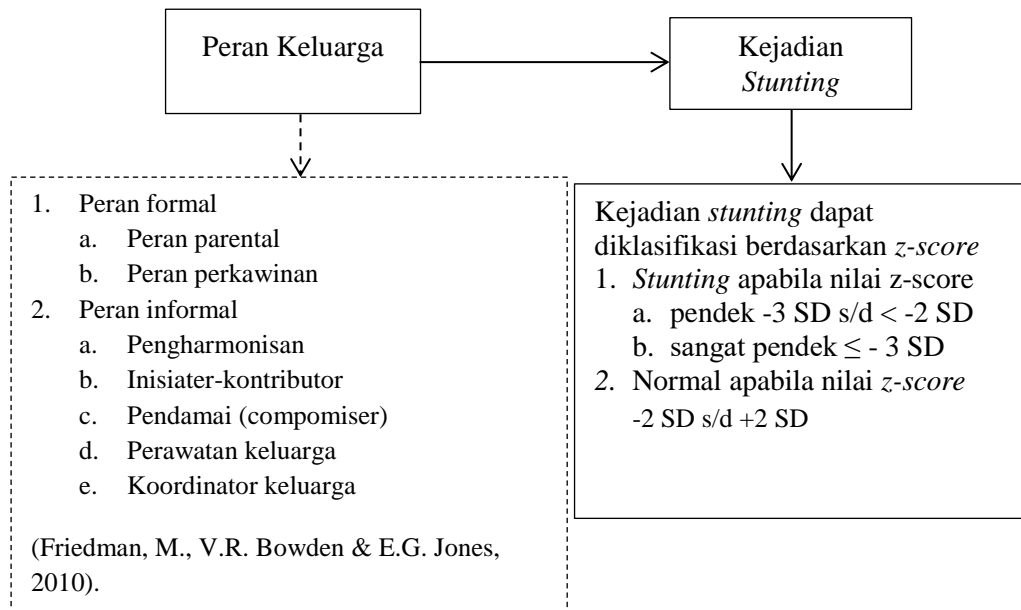 Peran Keluarga
Kejadian
Stunting
1. Peran formal
a. Peran parental
b. Peran perkawinan
2. Peran informal
a. Pengharmonisan
b. Inisiater-kontributor
c. Pendamai (compomiser)
d. Perawatan keluarga
e. Koordinator keluarga
(Friedman, M., V.R. Bowden & E.G. Jones,
2010).
Kejadian stunting dapat
diklasifikasi berdasarkan z-score
1. Stunting apabila nilai z-score
a. pendek -3 SD s/d < -2 SD
b. sangat pendek ≤ - 3 SD
2. Normal apabila nilai z-score
-2 SD s/d +2 SD